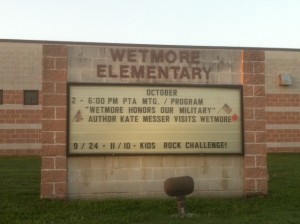 WETMORE
ELEMENTARY
OCTOBER
2 - 6:00 PM PTA MTG. / PROGRAM
"WETMORE HONORS OUR MILITARY"
AUTHOR KATE MESSER VISITS WETMORE
9 / 24 - 11 / 10 - KIDS ROCK CHALLENGE!